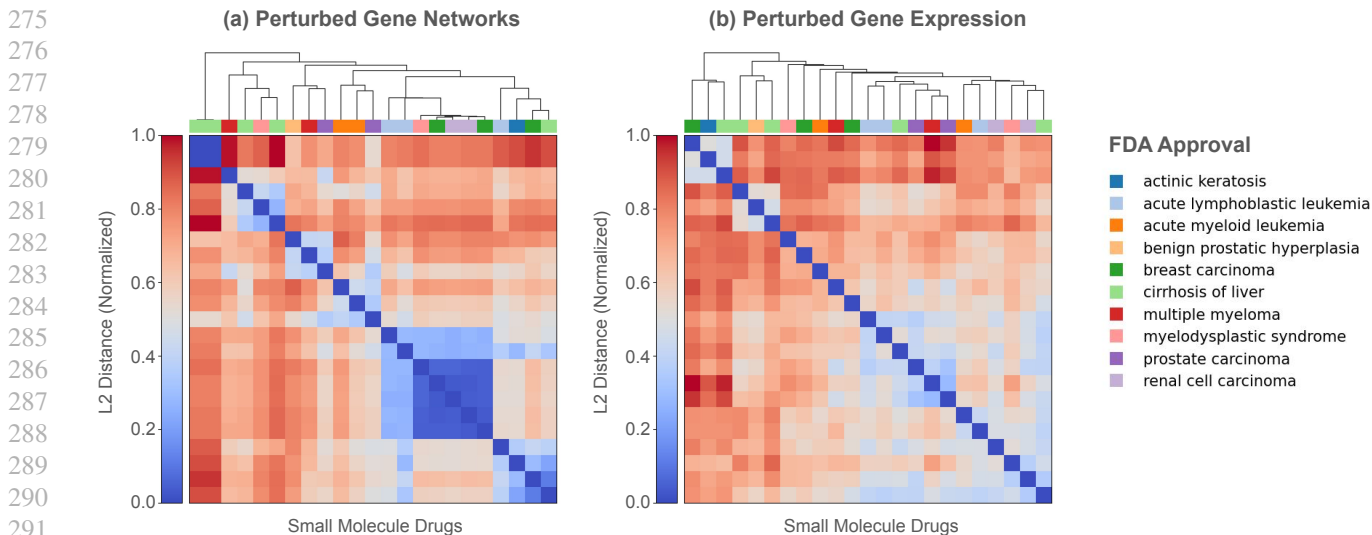 275
276
277
278
279
280
281
282
283
284
285
286
287
288
289
290
291
(a) Perturbed Gene Networks
1.0
0.8
0.6
0.4
0.2
0.0
L2 Distance (Normalized)
Small Molecule Drugs
(b) Perturbed Gene Expression
1.0
0.8
0.6
0.4
0.2
0.0
L2 Distance (Normalized)
Small Molecule Drugs
FDA Approval
actinic keratosis
acute lymphoblastic leukemia
acute myeloid leukemia
benign prostatic hyperplasia
breast carcinoma
cirrhosis of liver
multiple myeloma
myelodysplastic syndrome
prostate carcinoma
renal cell carcinoma